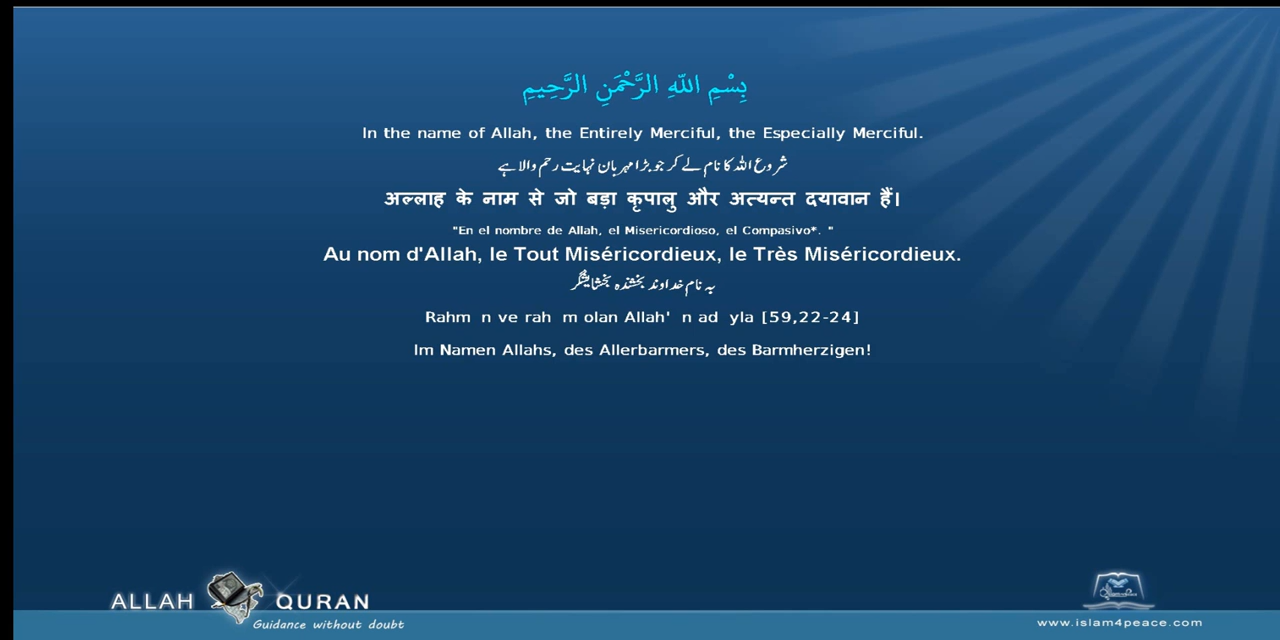 بِسْمِ اللّٰهِ الرَّحْمَنِ الرَّحِيمِ
In the name of Allah, the Entirely Merciful, the Especially Merciful.
شروع الله کا نام لے کر جو بڑا مہربان نہایت رحم والا ہے
अल्लाह के नाम से जो बड़ा कृपालु और अत्यन्त दयावान हैं।
"En el nombre de Allah, el Misericordioso, el Compasivo*. "
Au nom d'Allah, le Tout Miséricordieux, le Très Miséricordieux.
به نام خداوند بخشنده بخشایشگر
Rahm n ve rah m olan Allah' n ad yla [59,22-24]
Im Namen Allahs, des Allerbarmers, des Barmherzigen!
ALLAH QURAN
Guidance without doubt
www.islam4peace.com